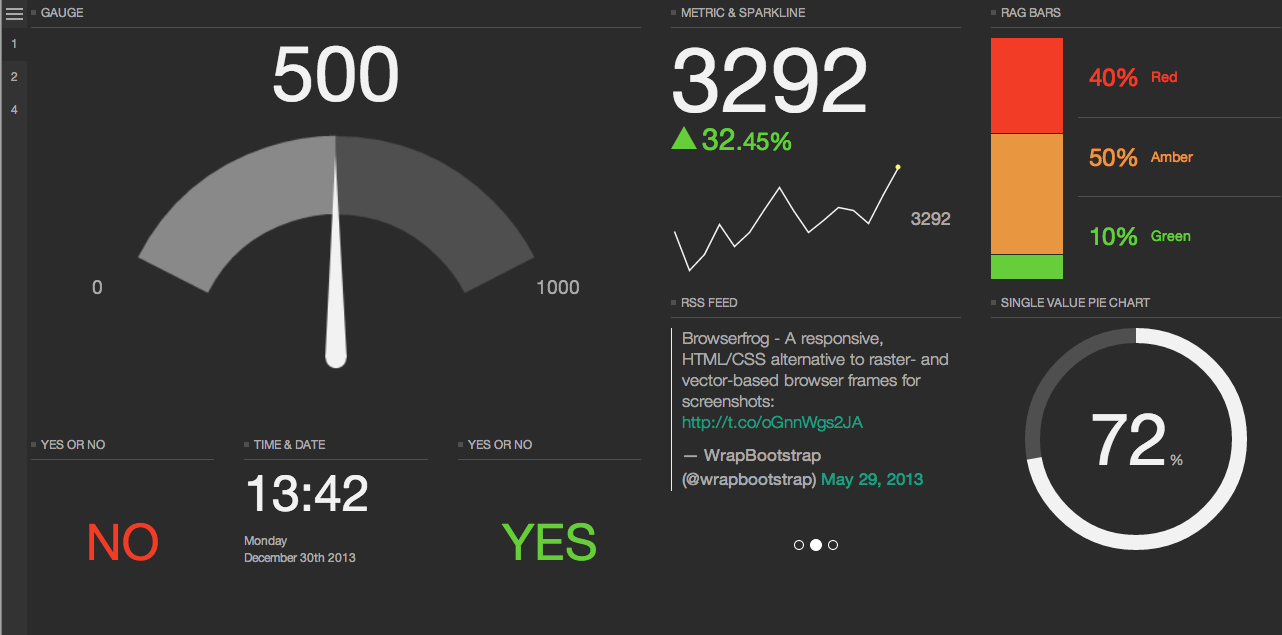 GAUGE
500
0
1000
METRIC & SPARKLINE
3292
32.45%
3292
RAG BARS
40% Red
50% Amber
10% Green
1
2
4
YES OR NO
NO
TIME & DATE
13:42
Monday
December 30th 2013
YES OR NO
YES
RSS FEED
Browserfrog - A responsive,
HTML/CSS alternative to raster- and
vector-based browser frames for
screenshots:
http://t.co/oGnnWgs2JA
— WrapBootstrap
(@wrapbootstrap) May 29, 2013
SINGLE VALUE PIE CHART
72 %